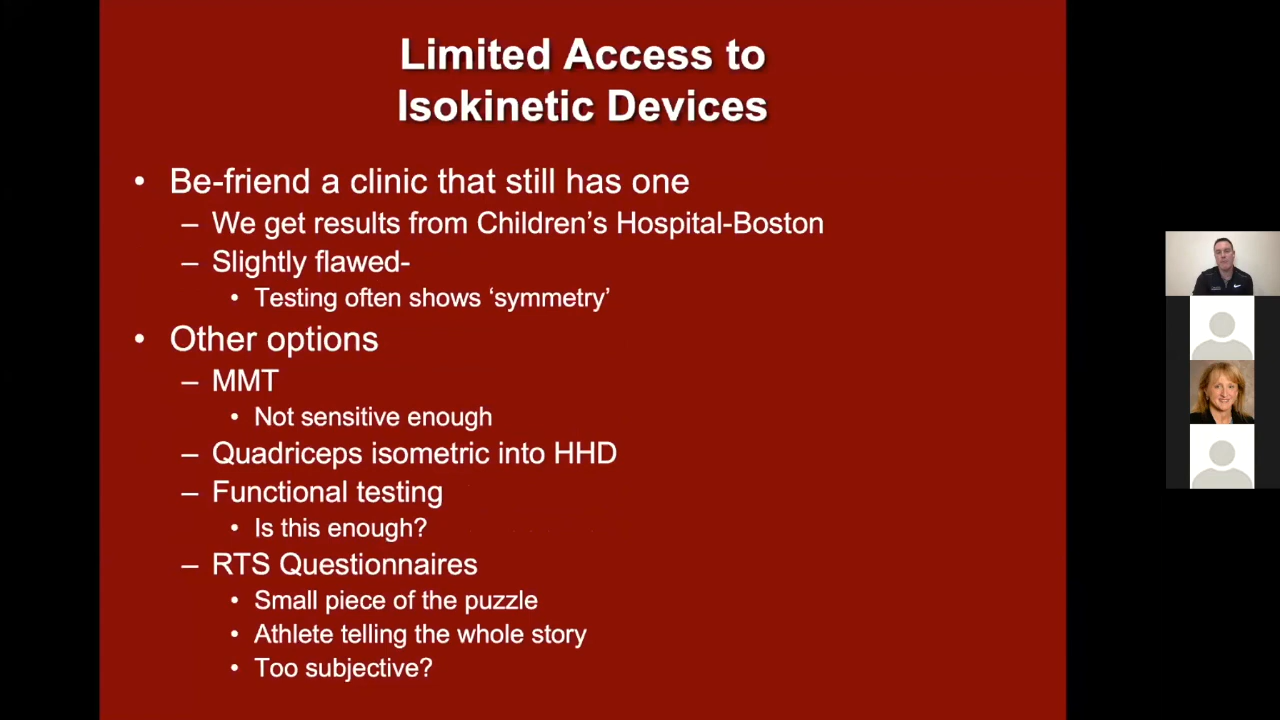 Limited Access to
Isokinetic Devices
• Be-friend a clinic that still has one
– We get results from Children's Hospital-Boston
– Slightly flawed-
• Testing often shows ‘symmetry’
• Other options
– MMT
• Not sensitive enough
– Quadriceps isometric into HHD
– Functional testing
• Is this enough?
– RTS Questionnaires
• Small piece of the puzzle
• Athlete telling the whole story
• Too subjective?